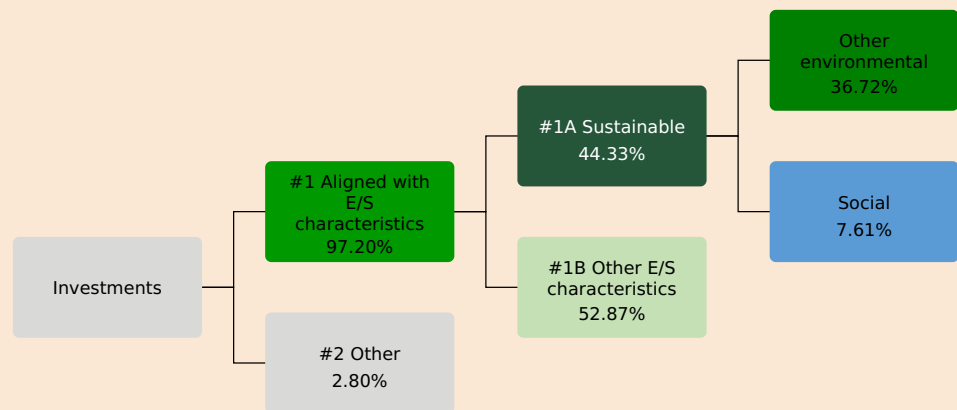 Investments
#1 Aligned with
E/S
characteristics
97.20%
#2 Other
2.80%
#1A Sustainable
44.33%
#1B Other E/S
characteristics
52.87%
Other
environmental
36.72%
Social
7.61%